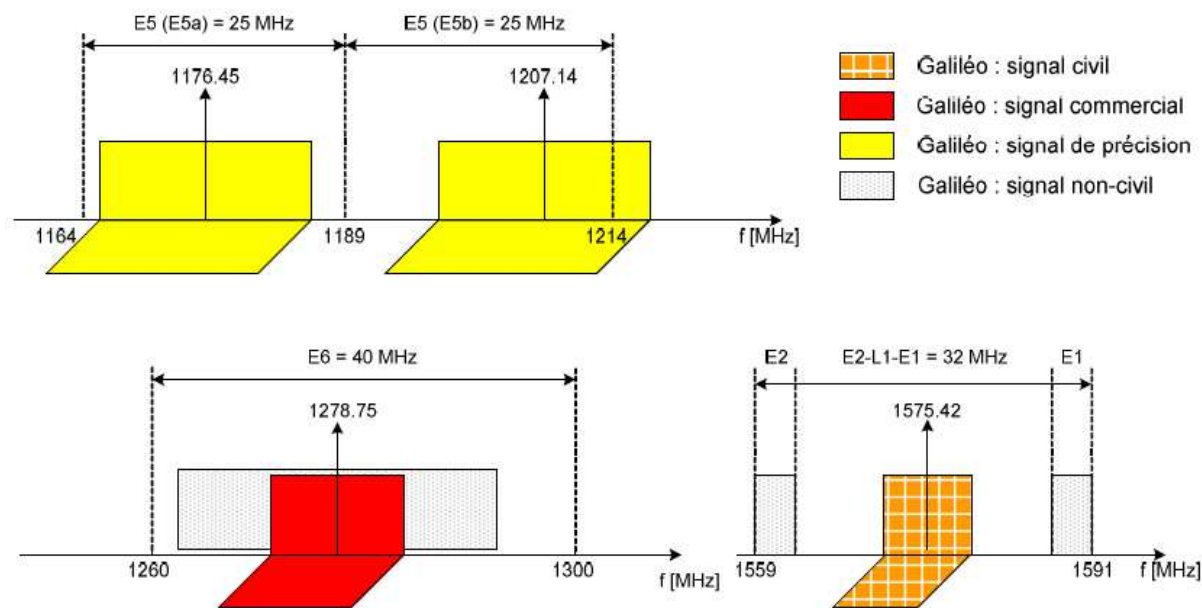 E5 (E5a) = 25 MHz
E5 (E5b) = 25 MHz
1176.45
1207.14
1164
1189
1214
f [MHz]
Galiléo : signal civil
Galiléo : signal commercial
Galiléo : signal de précision
Galiléo : signal non-civil
E6 = 40 MHz
1278.75
1260
1300
f [MHz]
E2
E2-L1-E1 = 32 MHz
E1
1575.42
1559
1591
f [MHz]